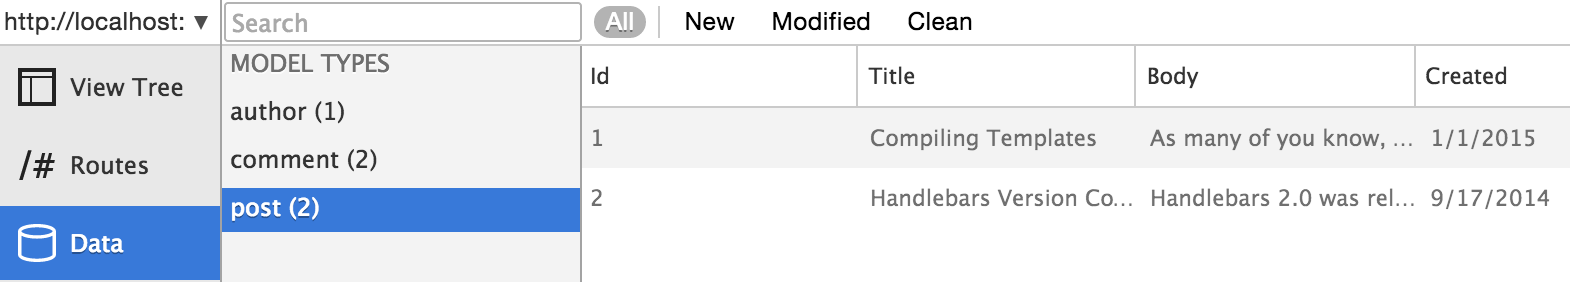 http://localhost: ▼
Search
All
New
Modified
Clean
View Tree
/# Routes
Data
MODEL TYPES
author (1)
comment (2)
post (2)
Id Title Body Created
1 Compiling Templates As many of you know, ... 1/1/2015
2 Handlebars Version Co... Handlebars 2.0 was rel... 9/17/2014